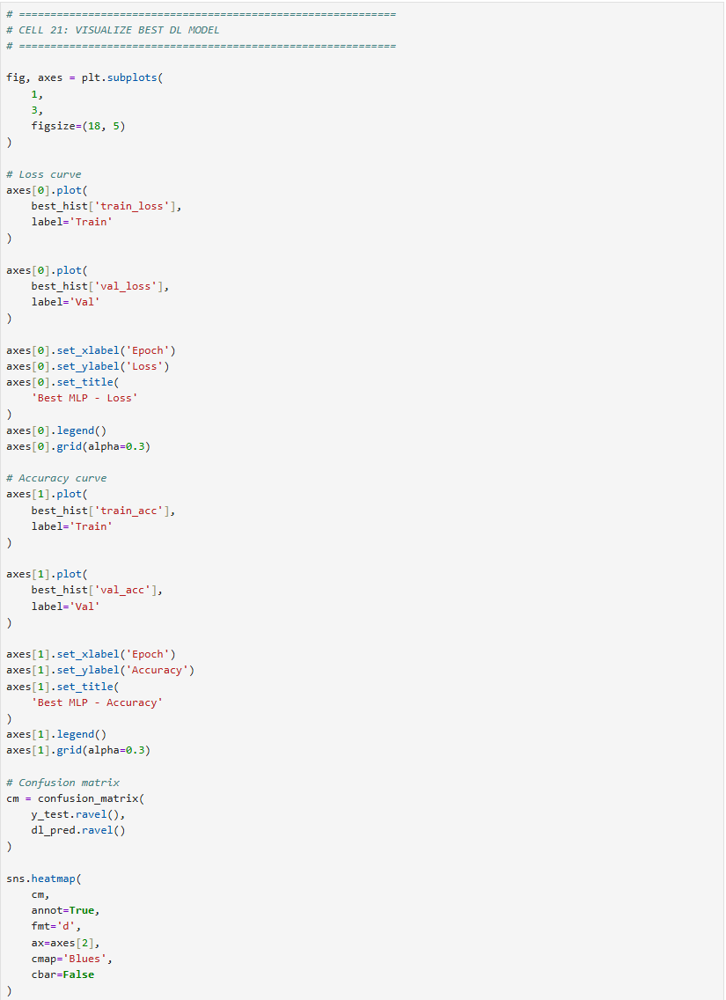 # ============================================================
# CELL 21: VISUALIZE BEST DL MODEL
# ============================================================

fig, axes = plt.subplots(
    1,
    3,
    figsize=(18, 5)
)

# Loss curve
axes[0].plot(
    best_hist['train_loss'],
    label='Train'
)

axes[0].plot(
    best_hist['val_loss'],
    label='Val'
)

axes[0].set_xlabel('Epoch')
axes[0].set_ylabel('Loss')
axes[0].set_title(
    'Best MLP - Loss'
)
axes[0].legend()
axes[0].grid(alpha=0.3)

# Accuracy curve
axes[1].plot(
    best_hist['train_acc'],
    label='Train'
)

axes[1].plot(
    best_hist['val_acc'],
    label='Val'
)

axes[1].set_xlabel('Epoch')
axes[1].set_ylabel('Accuracy')
axes[1].set_title(
    'Best MLP - Accuracy'
)
axes[1].legend()
axes[1].grid(alpha=0.3)

# Confusion matrix
cm = confusion_matrix(
    y_test.ravel(),
    dl_pred.ravel()
)

sns.heatmap(
    cm,
    annot=True,
    fmt='d',
    ax=axes[2],
    cmap='Blues',
    cbar=False
)